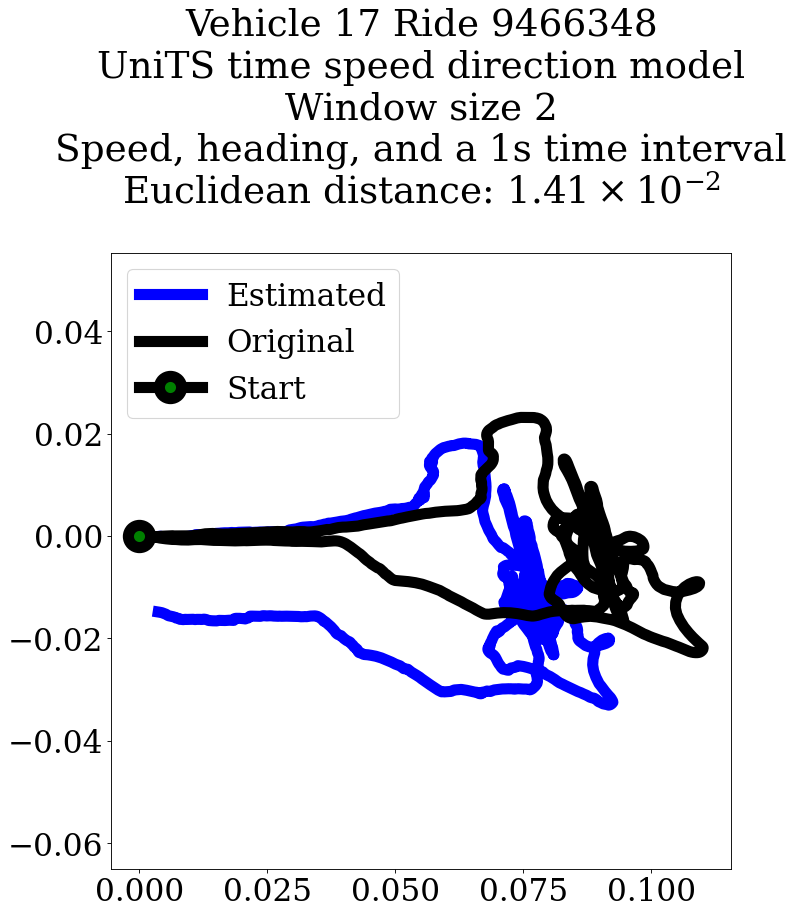 Vehicle 17 Ride 9466348
UniTS time speed direction model
Window size 2
Speed, heading, and a 1s time interval
Euclidean distance: 1.41 × 10⁻²
Estimated
Original
Start
0.04
0.02
0.00
−0.02
−0.04
−0.06
0.000 0.025 0.050 0.075 0.100